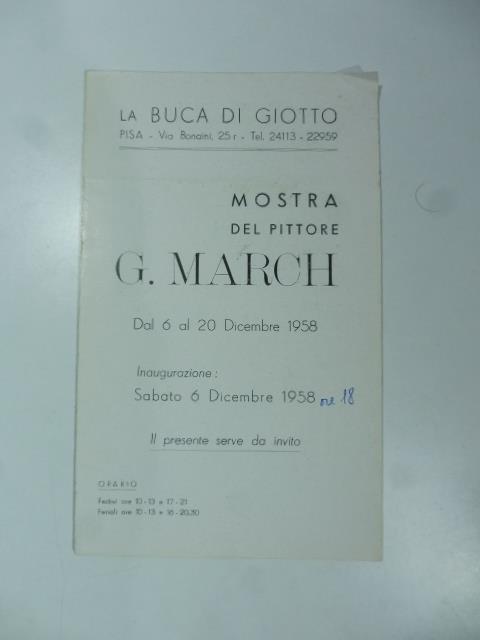 LA BUCA DI GIOTTO
PISA - Via Bonaini, 25 r - Tel. 24113 - 22959
MOSTRA
DEL PITTORE
G. MARCH
Dal 6 al 20 Dicembre 1958
Inaugurazione :
Sabato 6 Dicembre 1958 ore 18
Il presente serve da invito
ORARIO
Festivi ore 10 - 13 e 17 - 21
Feriali ore 10 - 13 e 16 - 20,30